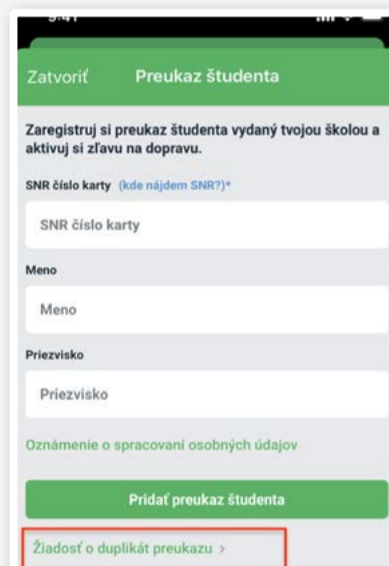 9:41
Zatvoriť Preukaz študenta
Zaregistruj si preukaz študenta vydaný tvojou školou a
aktivuj si zľavu na dopravu.
SNR číslo karty (kde nájdem SNR?)*
SNR číslo karty
Meno
Meno
Priezvisko
Priezvisko
Oznámenie o spracovaní osobných údajov
Pridať preukaz študenta
Žiadosť o duplikát preukazu >